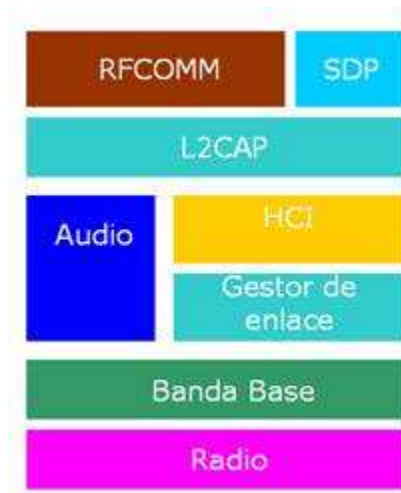 RFCOMM SDP
L2CAP
Audio
HCI
Gestor de
enlace
Banda Base
Radio